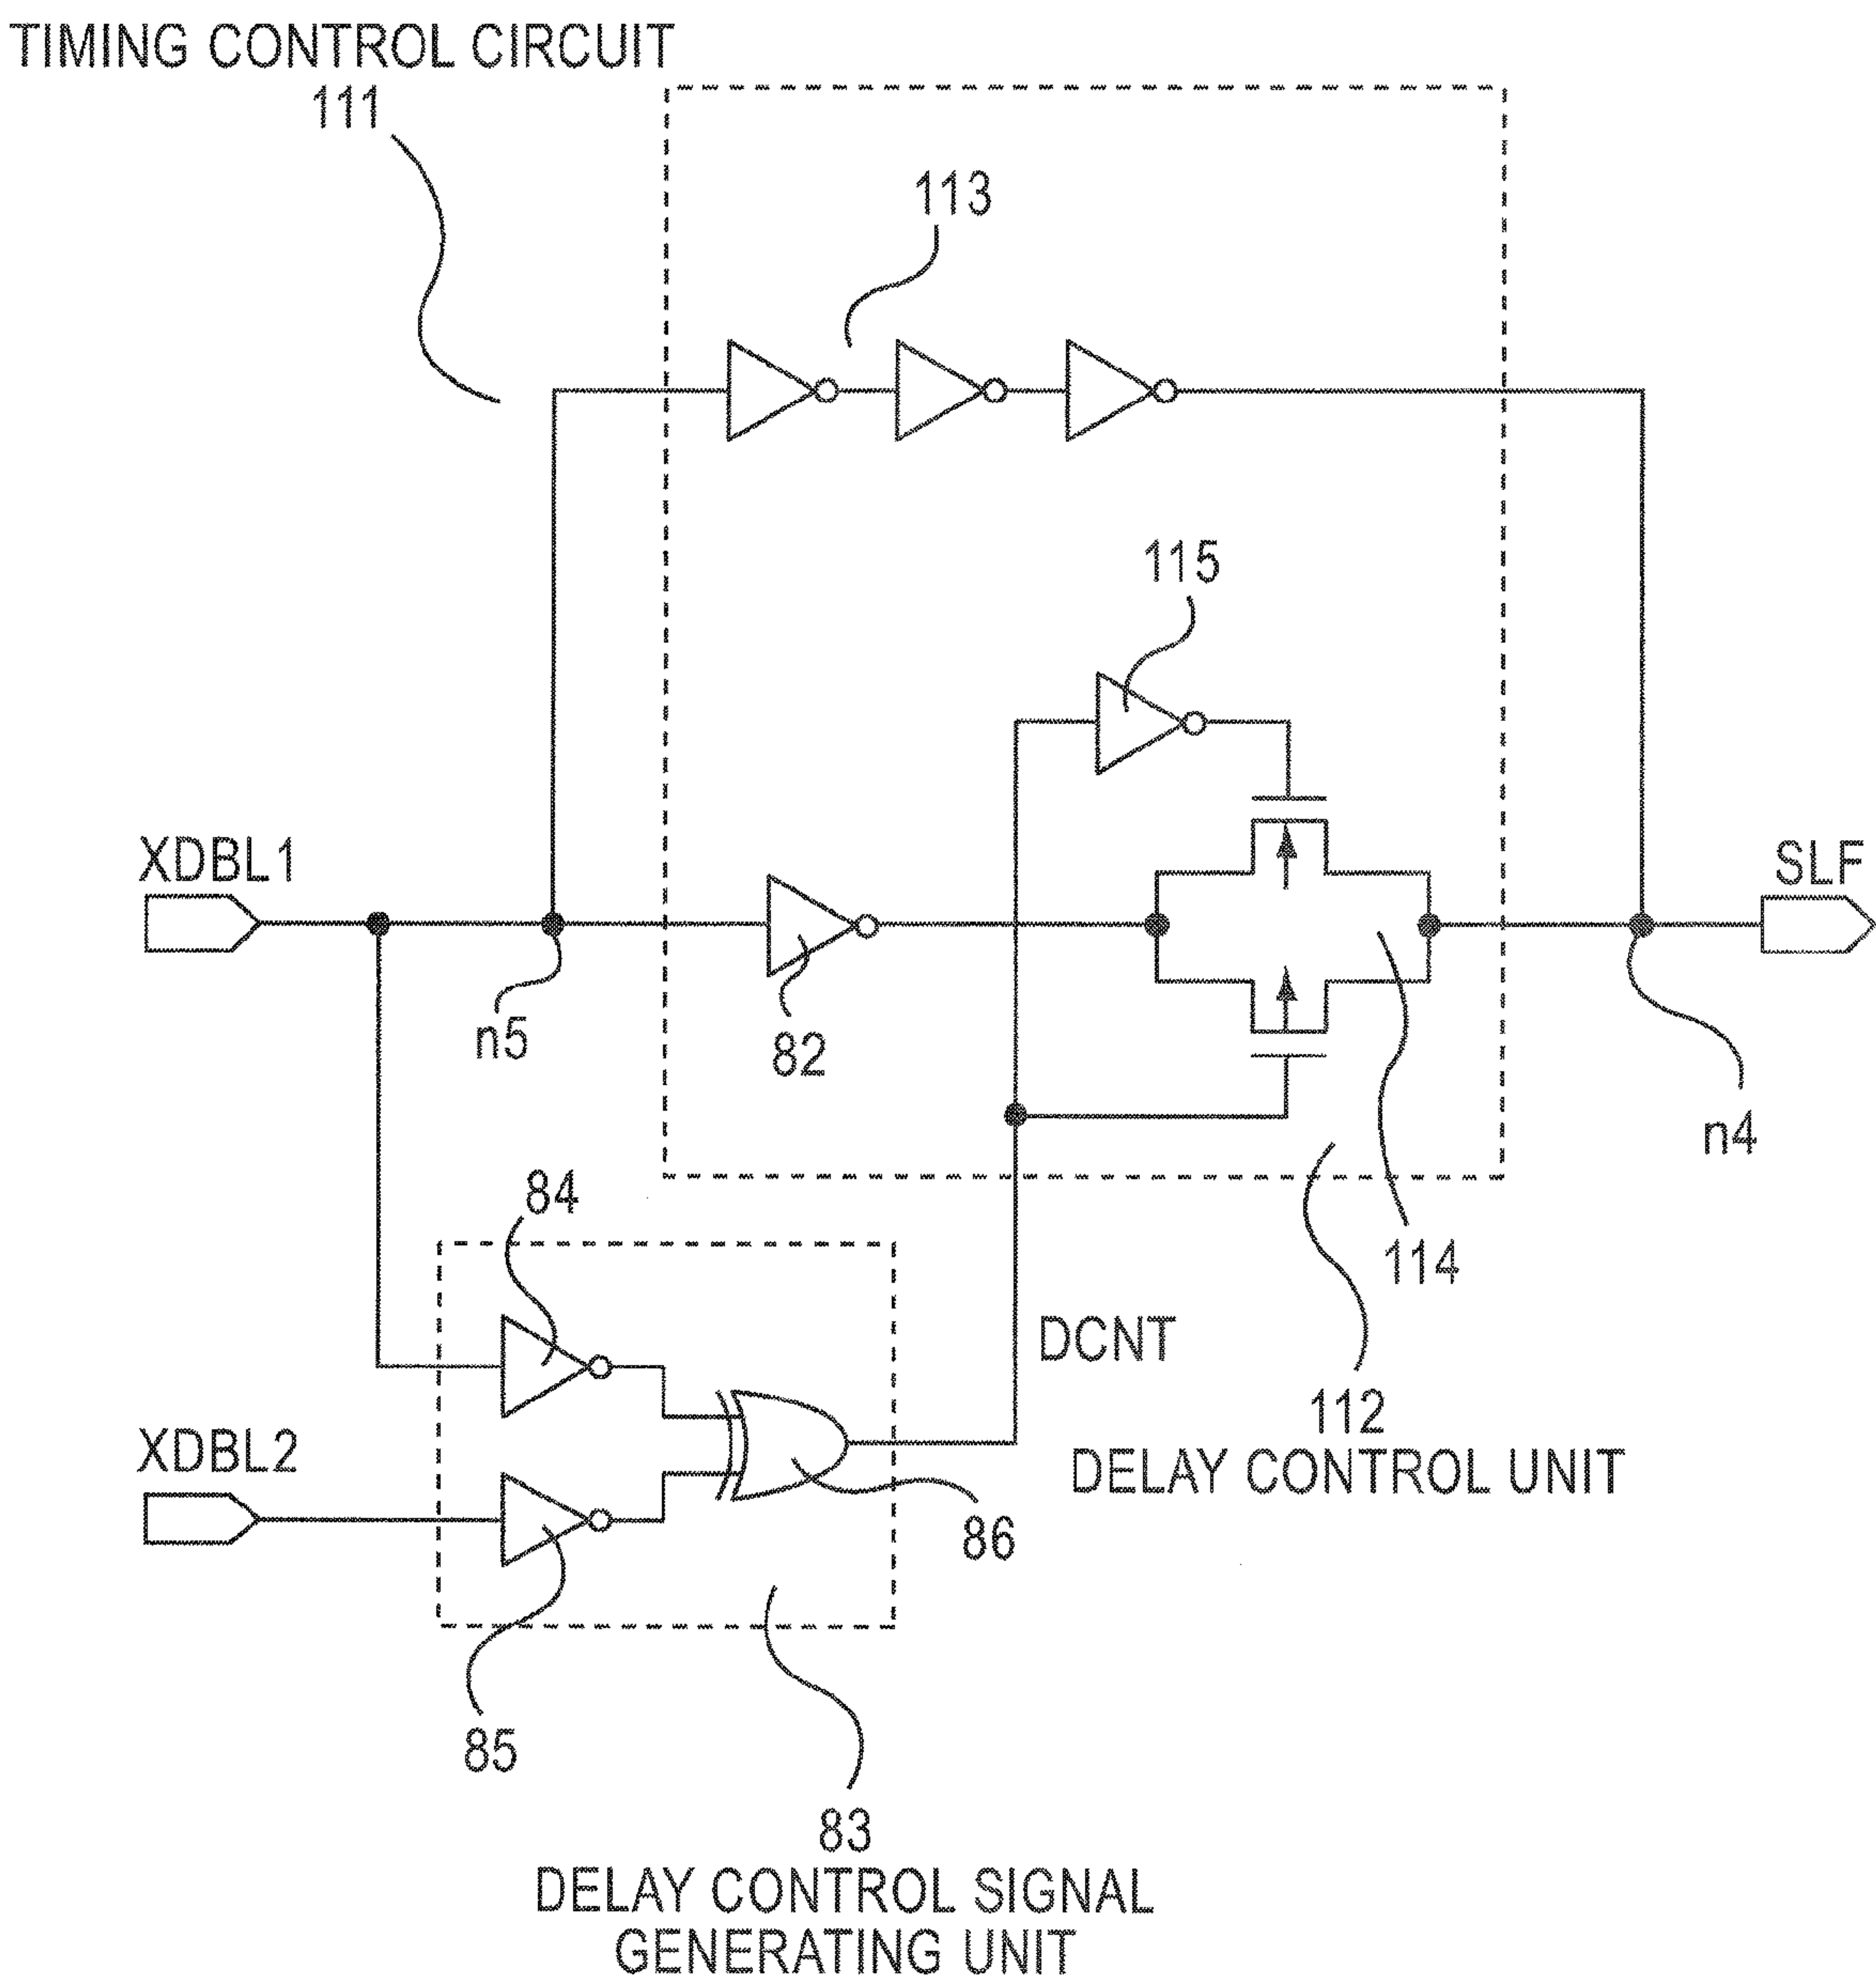 TIMING CONTROL CIRCUIT
111
113
115
XDBL1
SLF
n5
82
n4
84
114
DCNT
112
DELAY CONTROL UNIT
XDBL2
86
85
83
DELAY CONTROL SIGNAL
GENERATING UNIT